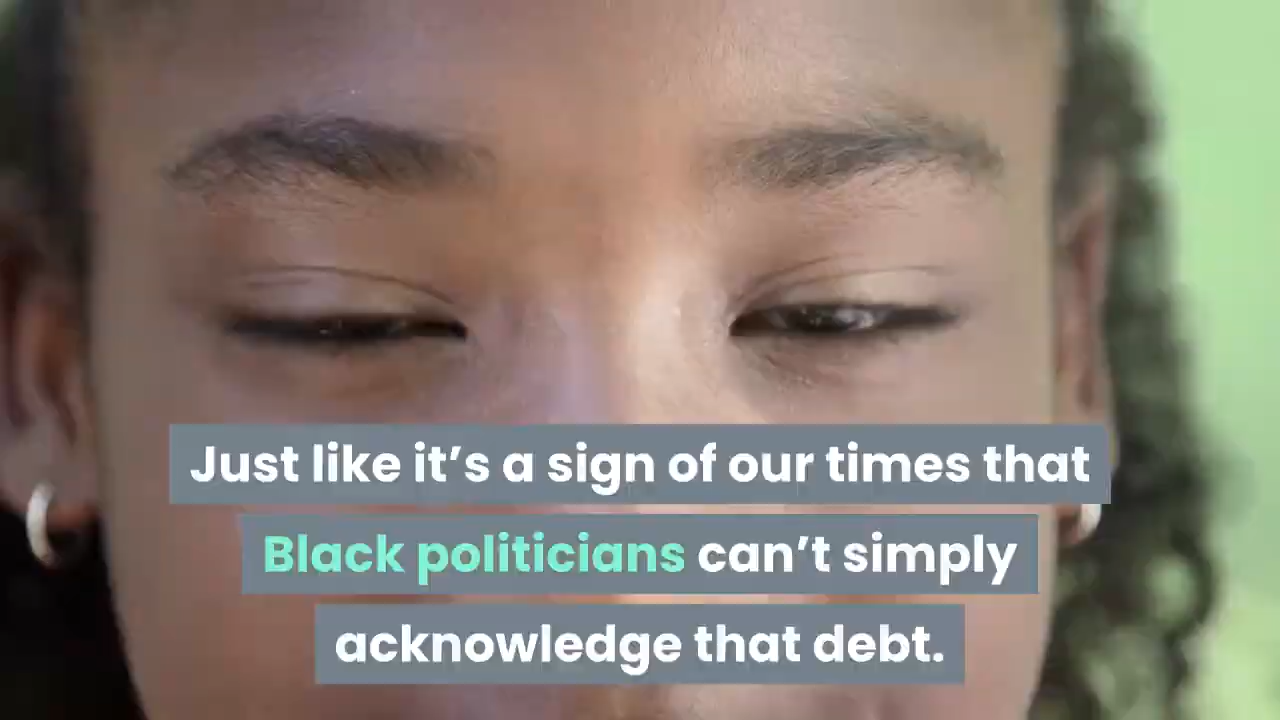 Just like it’s a sign of our times that
Black politicians can’t simply
acknowledge that debt.